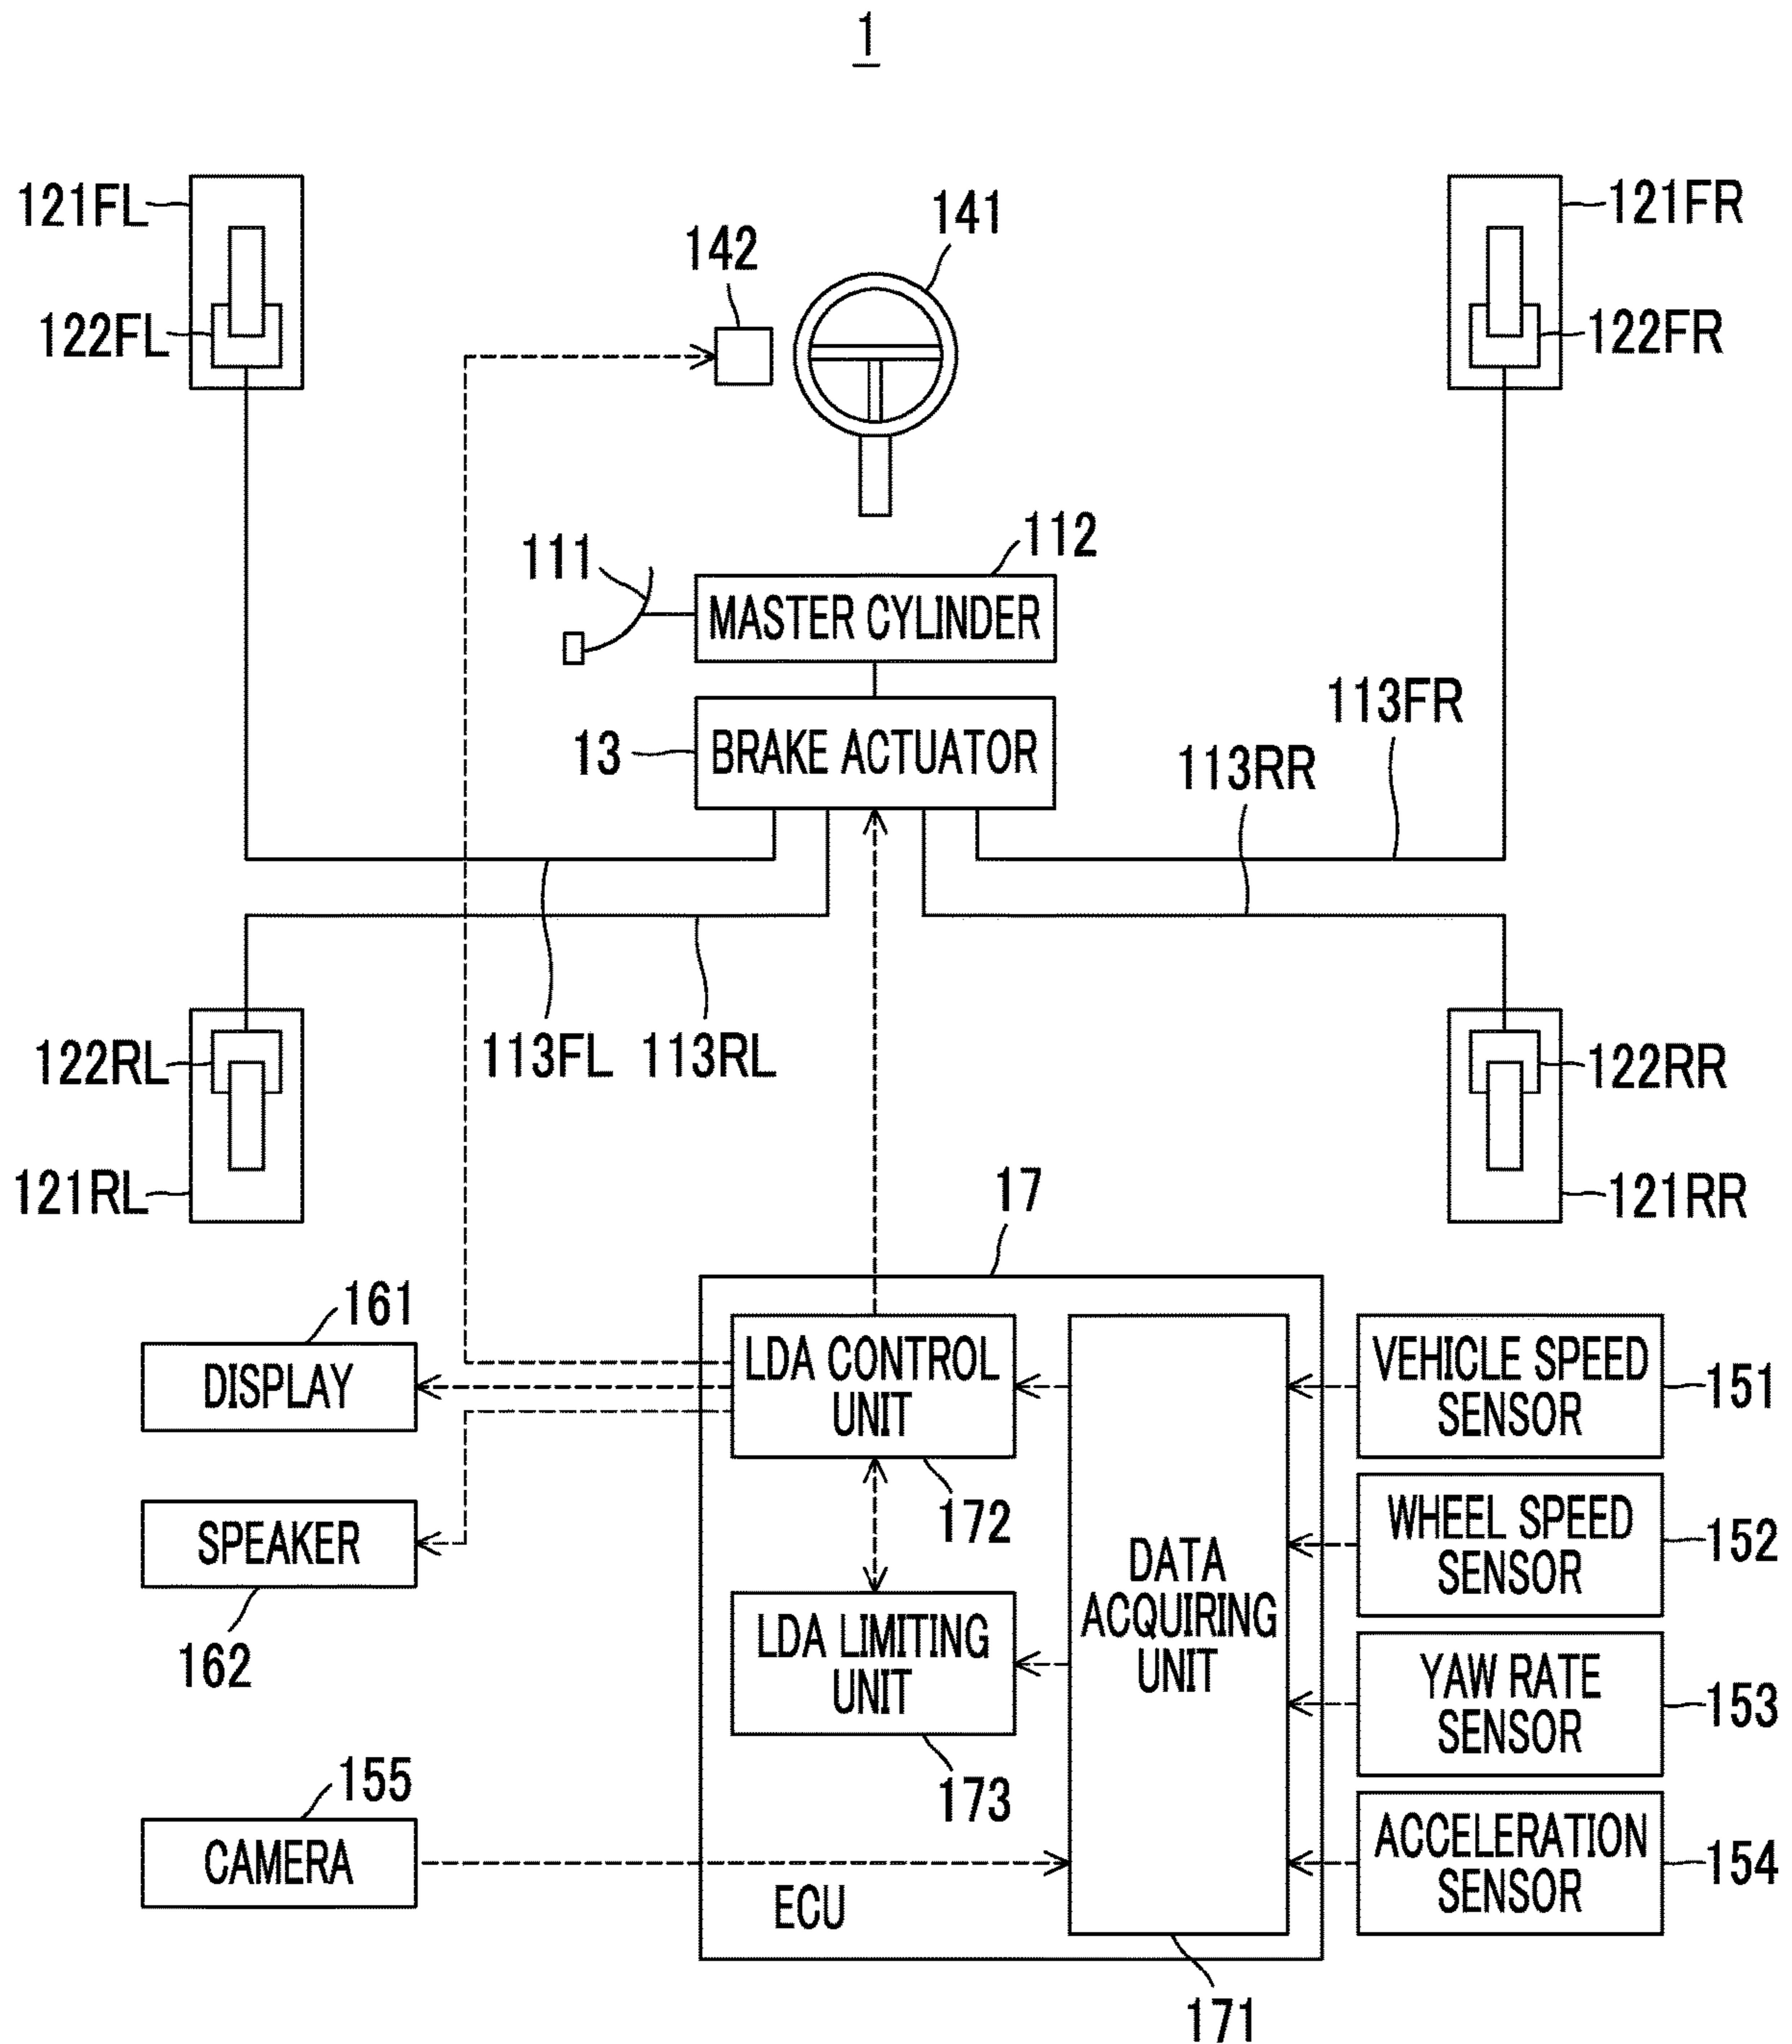 1
121FL
141
121FR
142
122FL
122FR
112
111
MASTER CYLINDER
113FR
13
BRAKE ACTUATOR
113RR
122RL
113FL
113RL
122RR
121RL
17
121RR
161
DISPLAY
LDA CONTROL
UNIT
VEHICLE SPEED
SENSOR
151
172
SPEAKER
162
DATA
ACQUIRING
UNIT
WHEEL SPEED
SENSOR
152
LDA LIMITING
UNIT
173
YAW RATE
SENSOR
153
155
CAMERA
ECU
ACCELERATION
SENSOR
154
171